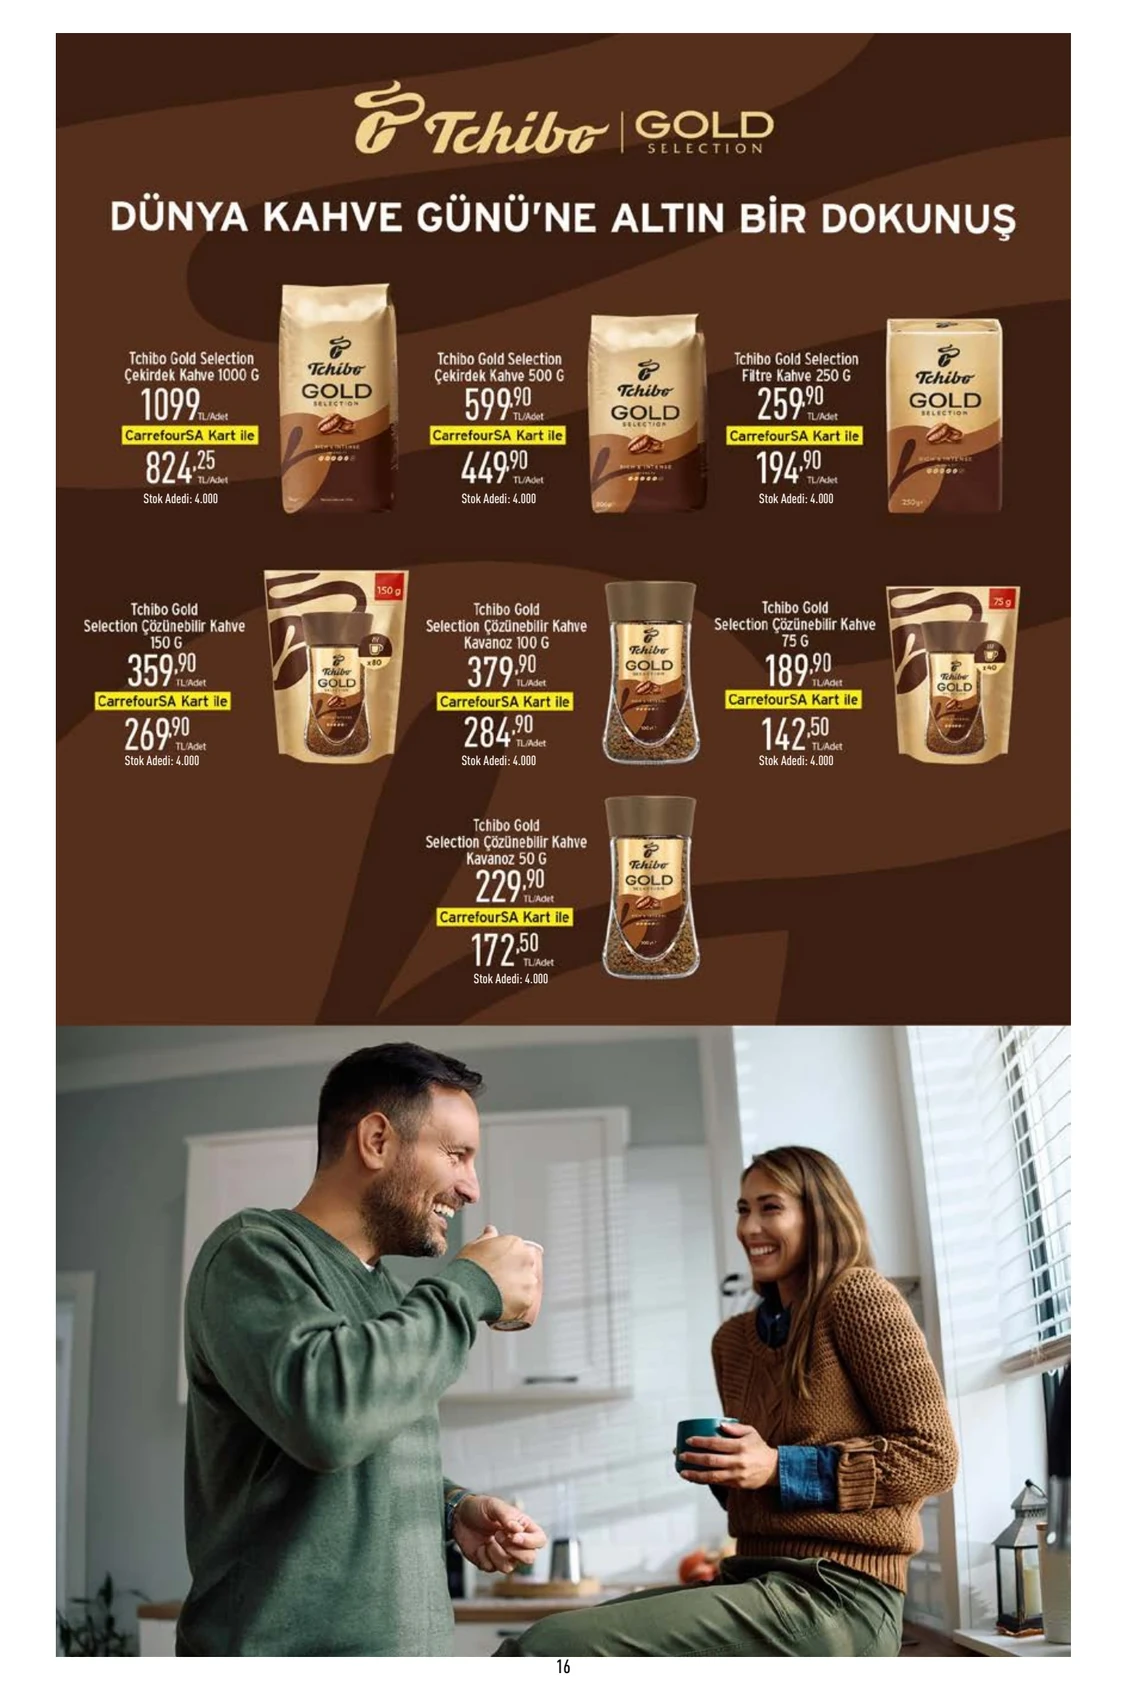 Tchibo | GOLD
SELECTION
DÜNYA KAHVE GÜNÜ'NE ALTIN BİR DOKUNUŞ
Tchibo Gold Selection
Çekirdek Kahve 1000 G
1099 TL/Adet
CarrefourSA Kart ile
824,25 TL/Adet
Stok Adedi: 4.000
Tchibo
GOLD
SELECTION
RICH & INTENSE
Tchibo Gold Selection
Çekirdek Kahve 500 G
599,90 TL/Adet
CarrefourSA Kart ile
449,90 TL/Adet
Stok Adedi: 4.000
Tchibo
GOLD
SELECTION
RICH & INTENSE
500g
Tchibo Gold Selection
Filtre Kahve 250 G
259,90 TL/Adet
CarrefourSA Kart ile
194,90 TL/Adet
Stok Adedi: 4.000
Tchibo
GOLD
SELECTION
RICH & INTENSE
250g
Tchibo Gold
Selection Çözünebilir Kahve
150 G
359,90 TL/Adet
CarrefourSA Kart ile
269,90 TL/Adet
Stok Adedi: 4.000
150 g
x80
Tchibo
GOLD
Tchibo Gold
Selection Çözünebilir Kahve
Kavanoz 100 G
379,90 TL/Adet
CarrefourSA Kart ile
284,90 TL/Adet
Stok Adedi: 4.000
Tchibo
GOLD
SELECTION
Tchibo Gold
Selection Çözünebilir Kahve
75 G
189,90 TL/Adet
CarrefourSA Kart ile
142,50 TL/Adet
Stok Adedi: 4.000
75 g
x40
Tchibo
GOLD
Tchibo Gold
Selection Çözünebilir Kahve
Kavanoz 50 G
229,90 TL/Adet
CarrefourSA Kart ile
172,50 TL/Adet
Stok Adedi: 4.000
Tchibo
GOLD
SELECTION
16